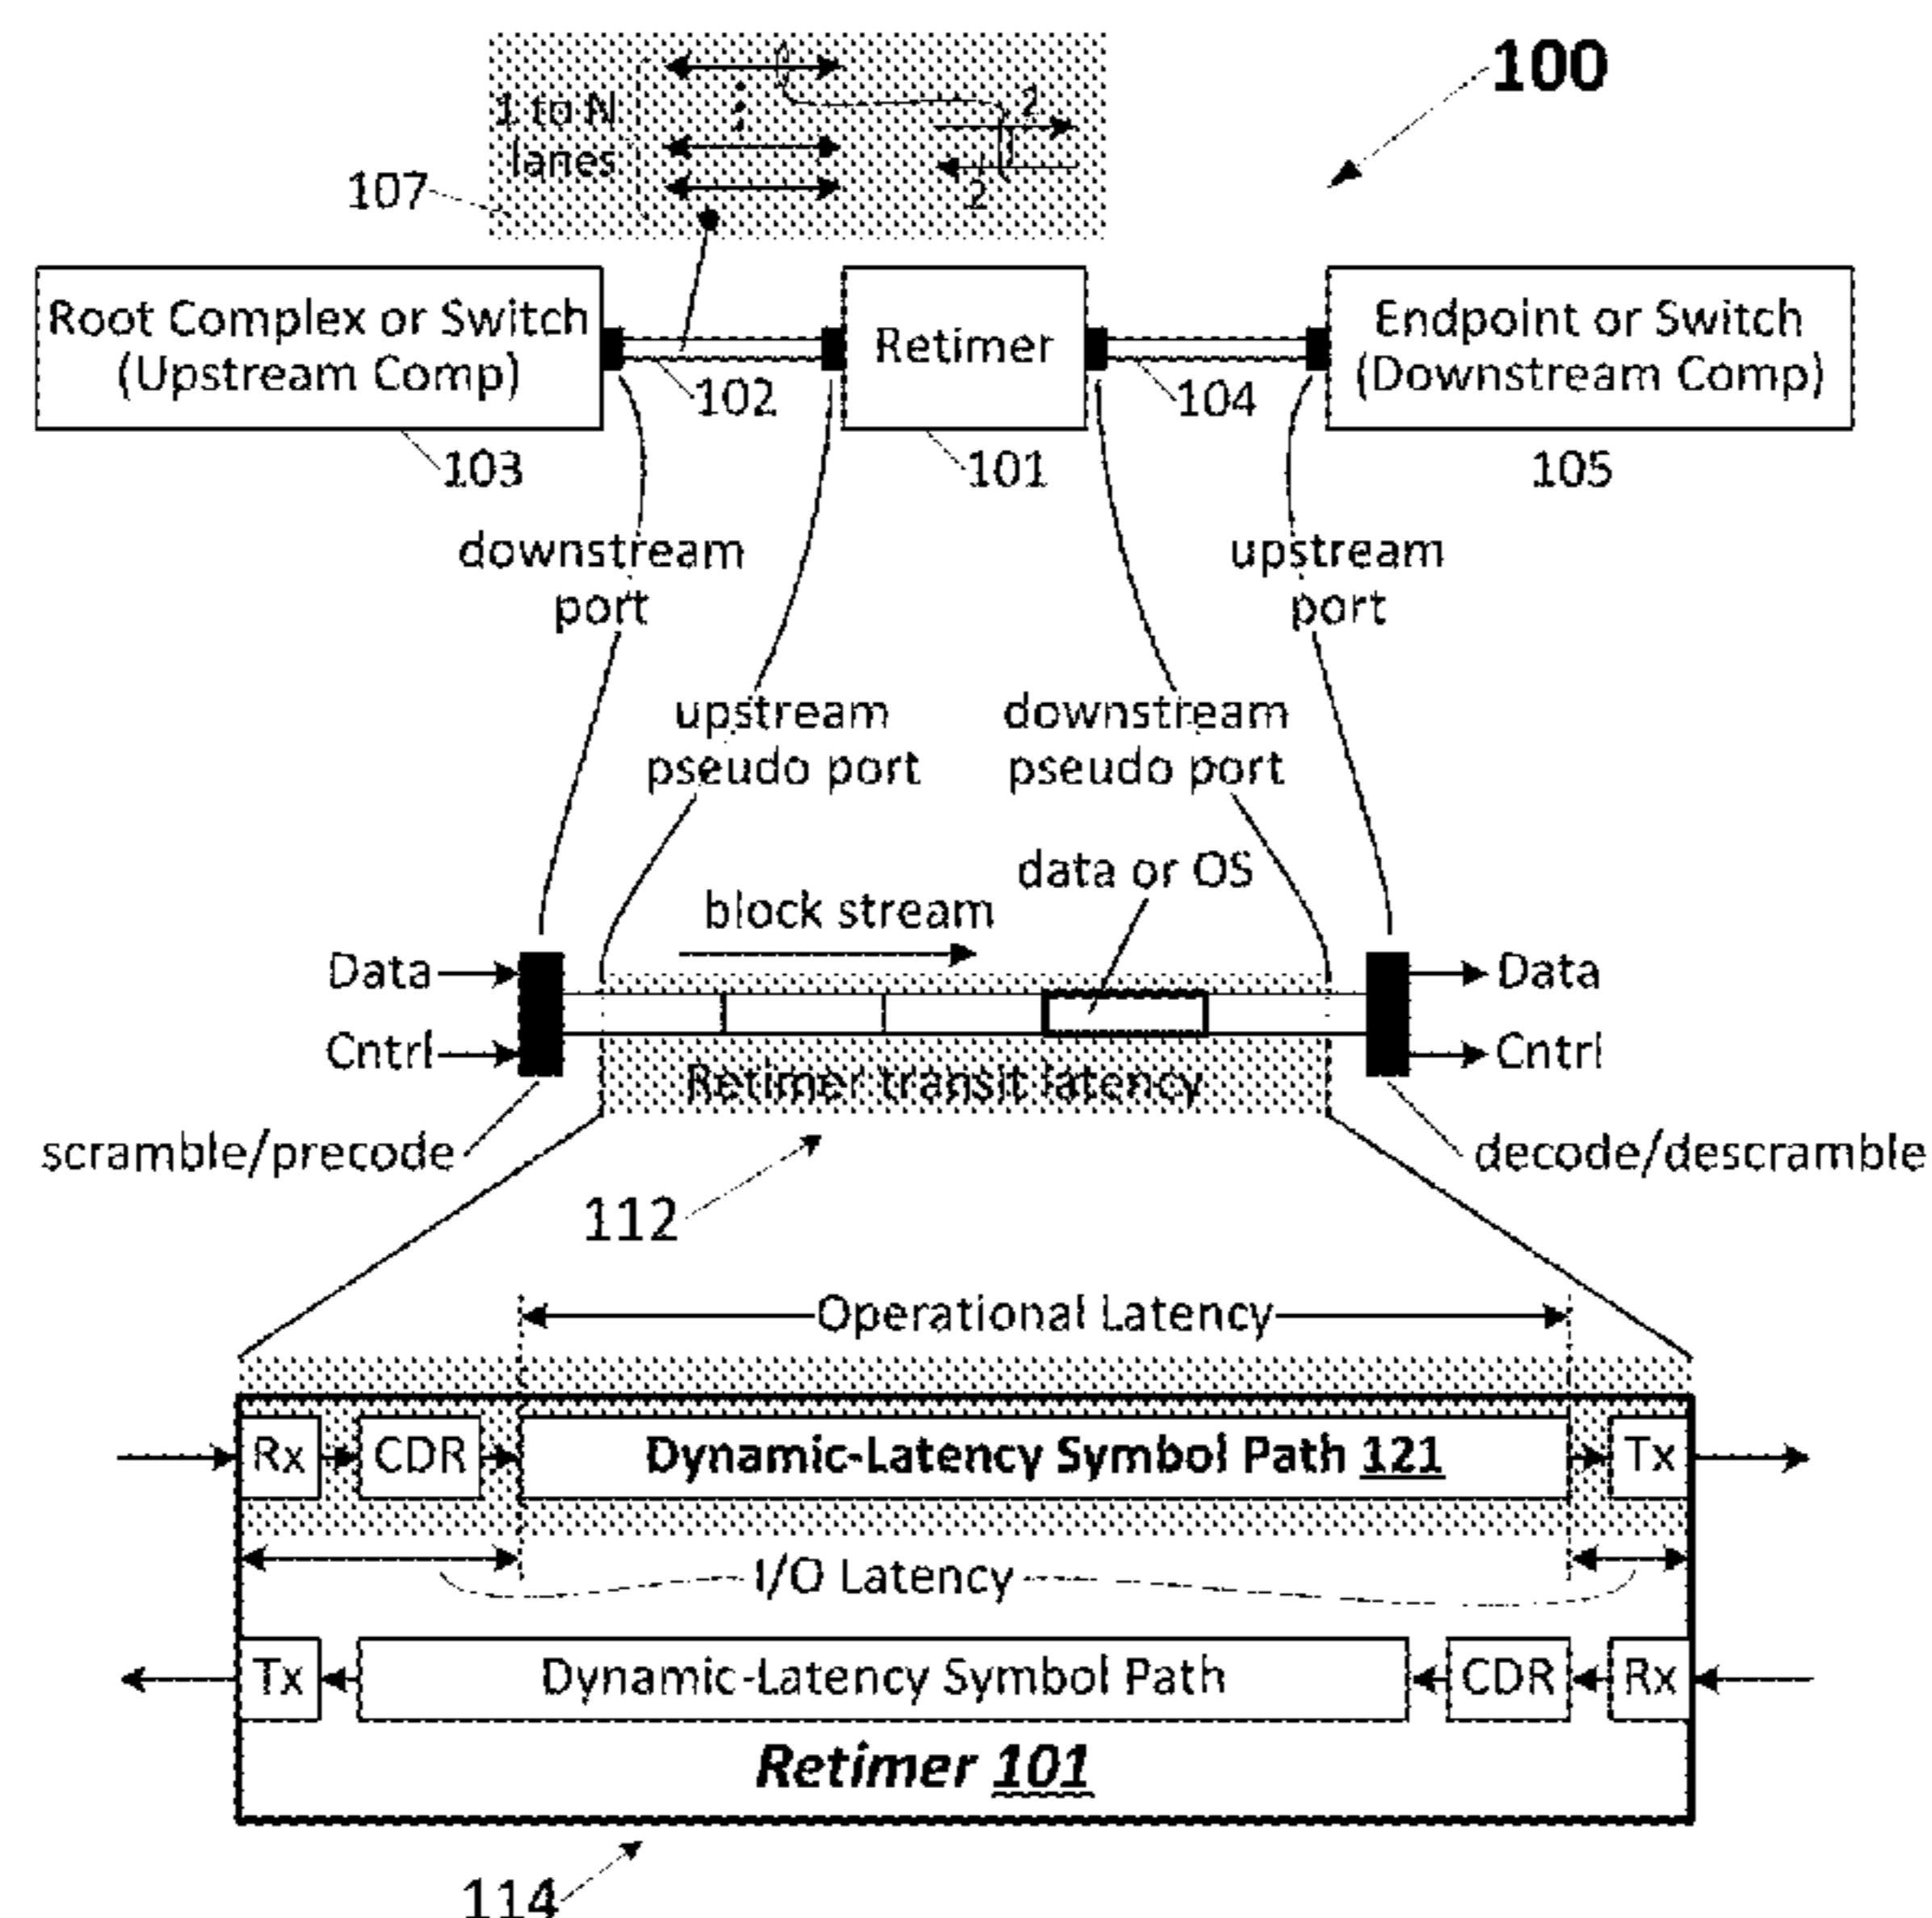 100
1 to N
lanes
2
2
107
Root Complex or Switch
(Upstream Comp)
Retimer
Endpoint or Switch
(Downstream Comp)
102
104
103
101
105
downstream
port
upstream
port
upstream
pseudo port
downstream
pseudo port
data or OS
block stream
Data
Data
Cntrl
Cntrl
Retimer transit latency
scramble/precode
decode/descramble
112
Operational Latency
Rx
CDR
Dynamic-Latency Symbol Path 121
Tx
I/O Latency
Tx
Dynamic-Latency Symbol Path
CDR
Rx
Retimer 101
114